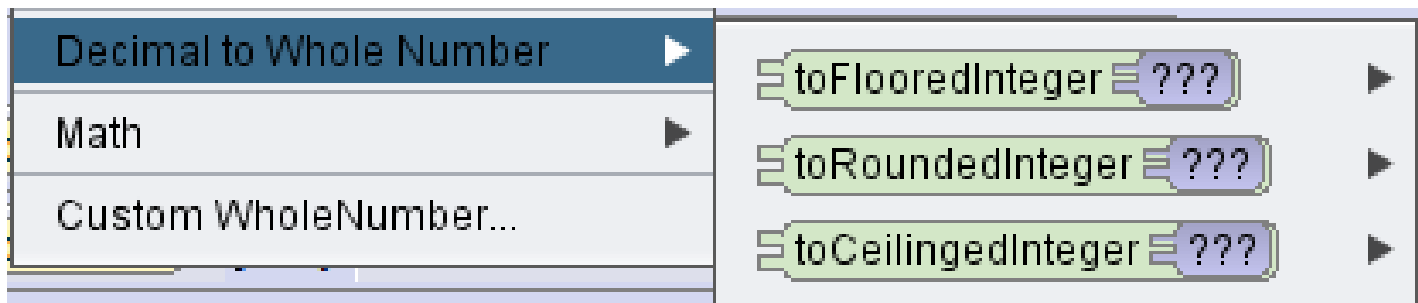 Decimal to Whole Number
Math
Custom WholeNumber...
toFlooredInteger ???
toRoundedInteger ???
toCeilingedInteger ???